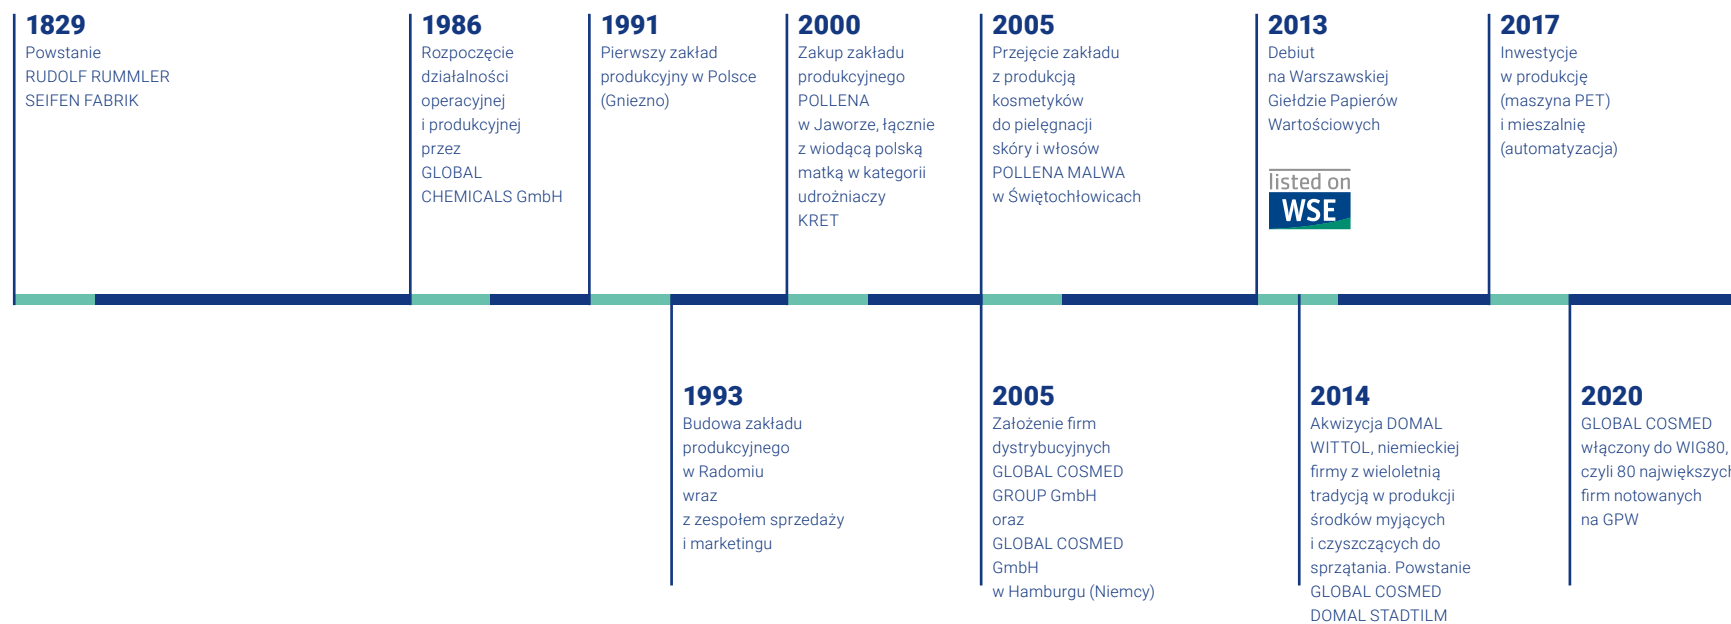 1829
Powstanie
RUDOLF RUMMLER
SEIFEN FABRIK
1986
Rozpoczęcie
działalności
operacyjnej
i produkcyjnej
przez
GLOBAL
CHEMICALS GmbH
1991
Pierwszy zakład
produkcyjny w Polsce
(Gniezno)
2000
Zakup zakładu
produkcyjnego
POLLENA
w Jaworze, łącznie
z wiodącą polską
matką w kategorii
udrożniaczy
KRET
2005
Przejęcie zakładu
z produkcją
kosmetyków
do pielęgnacji
skóry i włosów
POLLENA MALWA
w Świętochłowicach
2013
Debiut
na Warszawskiej
Giełdzie Papierów
Wartościowych
listed on
WSE
2017
Inwestycje
w produkcję
(maszyna PET)
i mieszalnię
(automatyzacja)
1993
Budowa zakładu
produkcyjnego
w Radomiu
wraz
z zespołem sprzedaży
i marketingu
2005
Założenie firm
dystrybucyjnych
GLOBAL COSMED
GROUP GmbH
oraz
GLOBAL COSMED
GmbH
w Hamburgu (Niemcy)
2014
Akwizycja DOMAL
WITTOL, niemieckiej
firmy z wieloletnią
tradycją w produkcji
środków myjących
i czyszczących do
sprzątania. Powstanie
GLOBAL COSMED
DOMAL STADTILM
2020
GLOBAL COSMED
włączony do WIG80,
czyli 80 największych
firm notowanych
na GPW